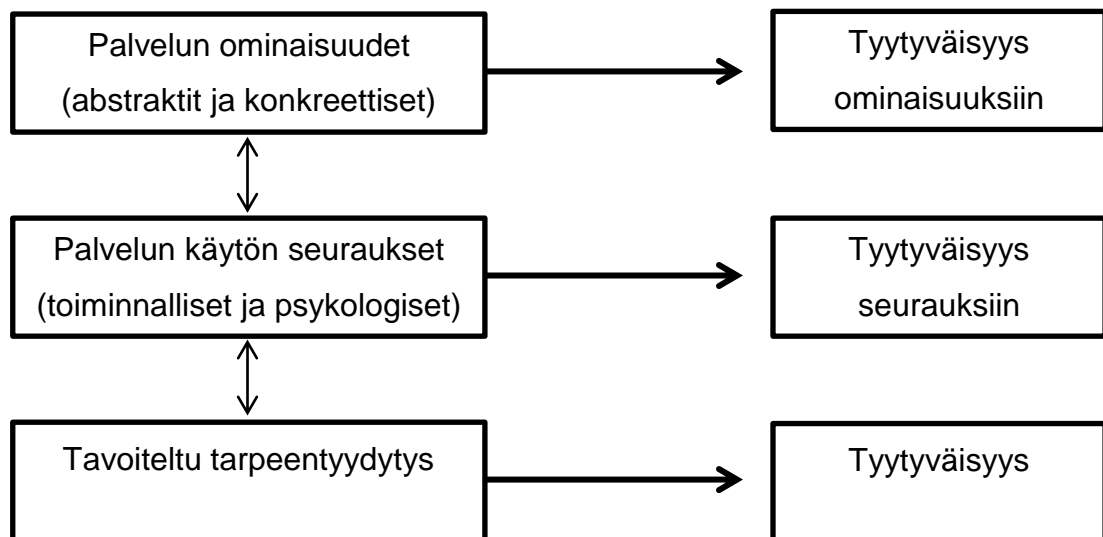 Palvelun ominaisuudet
(abstraktit ja konkreettiset)
Tyytyväisyys
ominaisuuksiin
Palvelun käytön seuraukset
(toiminnalliset ja psykologiset)
Tyytyväisyys
seurauksiin
Tavoiteltu tarpeentyydytys
Tyytyväisyys